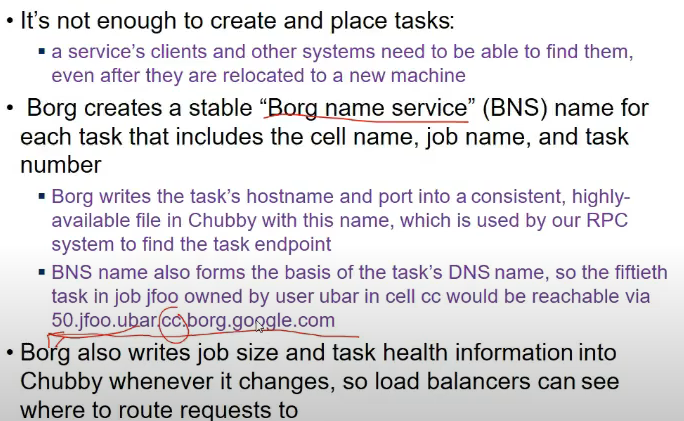 • It's not enough to create and place tasks:
▪ a service's clients and other systems need to be able to find them,
even after they are relocated to a new machine
• Borg creates a stable “Borg name service” (BNS) name for
each task that includes the cell name, job name, and task
number
▪ Borg writes the task's hostname and port into a consistent, highly-
available file in Chubby with this name, which is used by our RPC
system to find the task endpoint
▪ BNS name also forms the basis of the task's DNS name, so the fiftieth
task in job jfoo owned by user ubar in cell cc would be reachable via
50.jfoo.ubar.cc.borg.google.com
• Borg also writes job size and task health information into
Chubby whenever it changes, so load balancers can see
where to route requests to